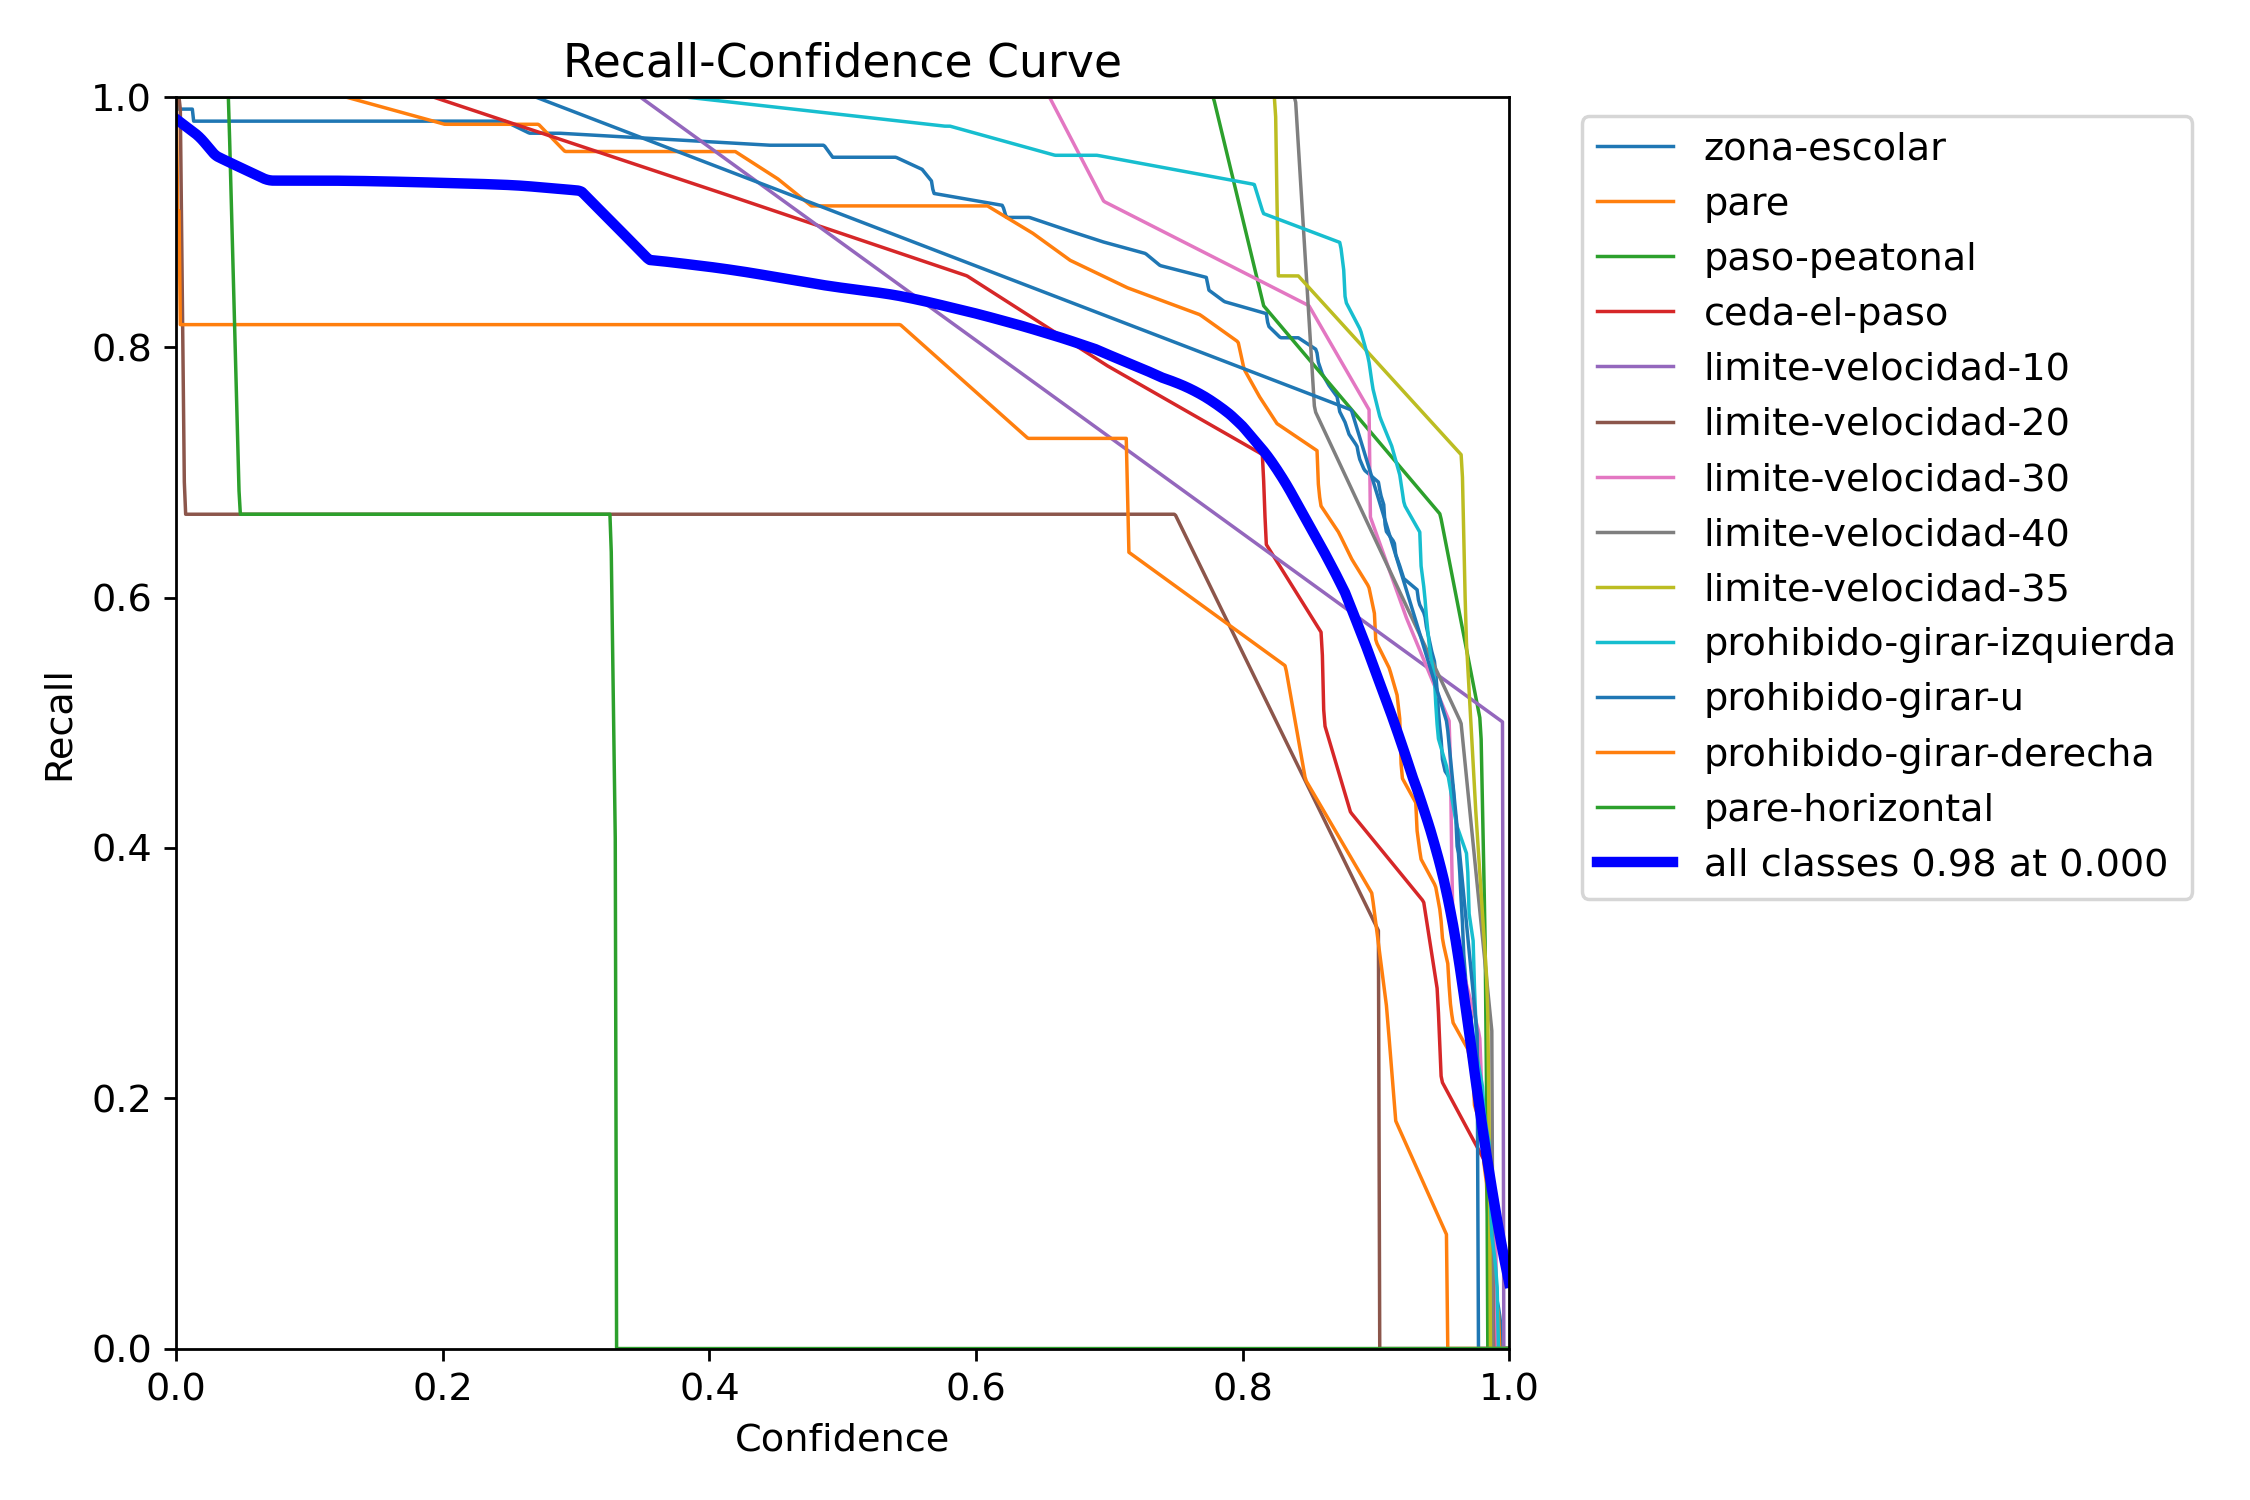 Recall-Confidence Curve
1.0
0.8
0.6
0.4
0.2
0.0
Recall
0.0 0.2 0.4 0.6 0.8 1.0
Confidence
zona-escolar
pare
paso-peatonal
ceda-el-paso
limite-velocidad-10
limite-velocidad-20
limite-velocidad-30
limite-velocidad-40
limite-velocidad-35
prohibido-girar-izquierda
prohibido-girar-u
prohibido-girar-derecha
pare-horizontal
all classes 0.98 at 0.000